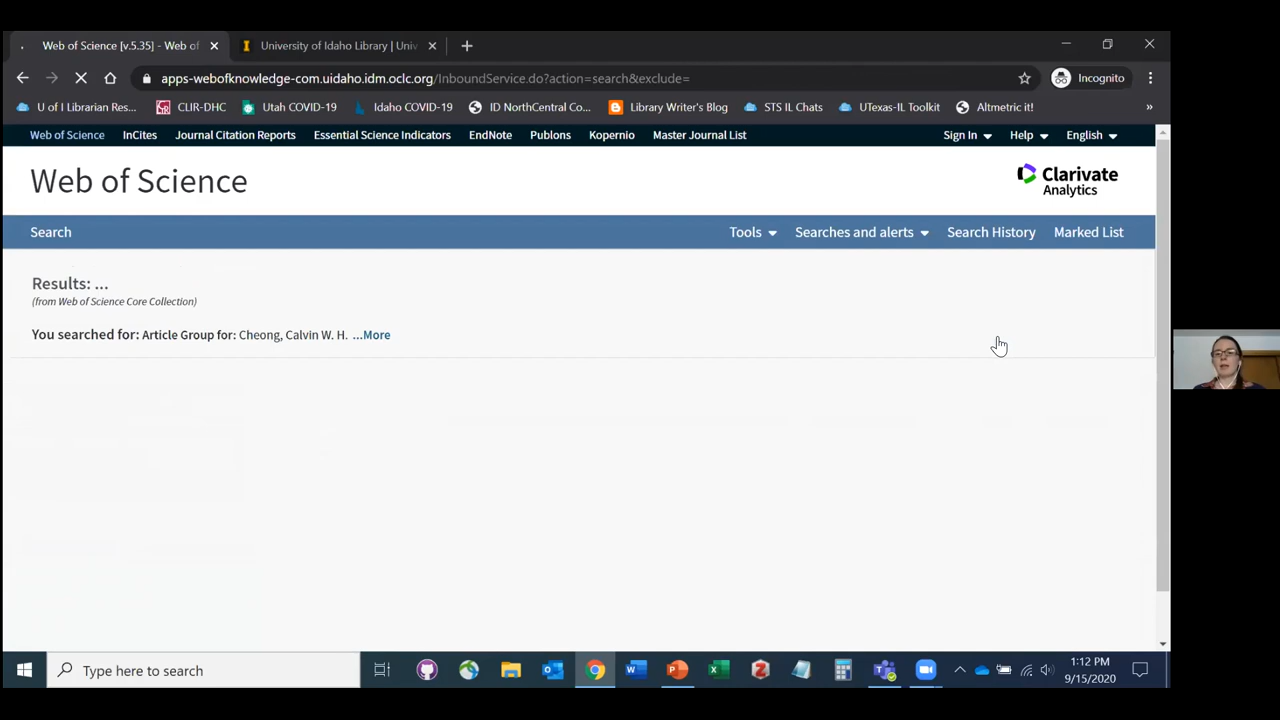 Web of Science [v.5.35] - Web of
University of Idaho Library | Univ
apps-webofknowledge-com.uidaho.idm.oclc.org/InboundService.do?action=search&exclude=
Incognito
U of I Librarian Res...
CLIR-DHC
Utah COVID-19
Idaho COVID-19
ID NorthCentral Co...
Library Writer's Blog
STS IL Chats
UTexas-IL Toolkit
Altmetric it!
»
Web of Science
InCites
Journal Citation Reports
Essential Science Indicators
EndNote
Publons
Kopernio
Master Journal List
Sign In
Help
English
Web of Science
Clarivate
Analytics
Search
Tools
Searches and alerts
Search History
Marked List
Results: ...
(from Web of Science Core Collection)
You searched for: Article Group for: Cheong, Calvin W. H. ...More
Type here to search
1:12 PM
9/15/2020